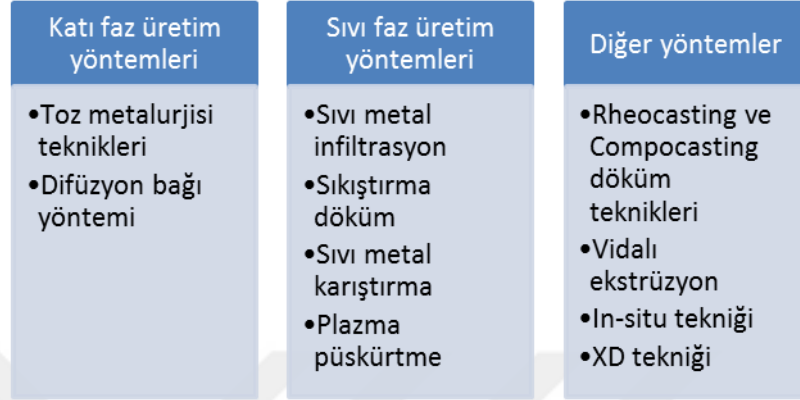 Katı faz üretim
yöntemleri
•Toz metalurjisi
teknikleri
•Difüzyon bağı
yöntemi
Sıvı faz üretim
yöntemleri
•Sıvı metal
infiltrasyon
•Sıkıştırma
döküm
•Sıvı metal
karıştırma
•Plazma
püskürtme
Diğer yöntemler
•Rheocasting ve
Compocasting
döküm
teknikleri
•Vidalı
ekstrüzyon
•In-situ tekniği
•XD tekniği